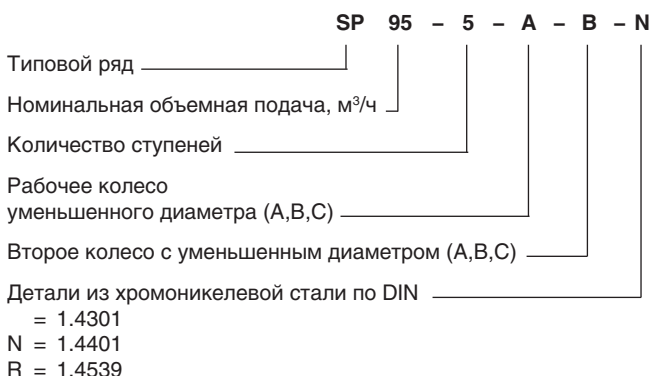 SP 95 – 5 – A – B – N
Типовой ряд
Номинальная объемная подача, м³/ч
Количество ступеней
Рабочее колесо
уменьшенного диаметра (A,B,C)
Второе колесо с уменьшенным диаметром (A,B,C)
Детали из хромоникелевой стали по DIN
= 1.4301
N = 1.4401
R = 1.4539